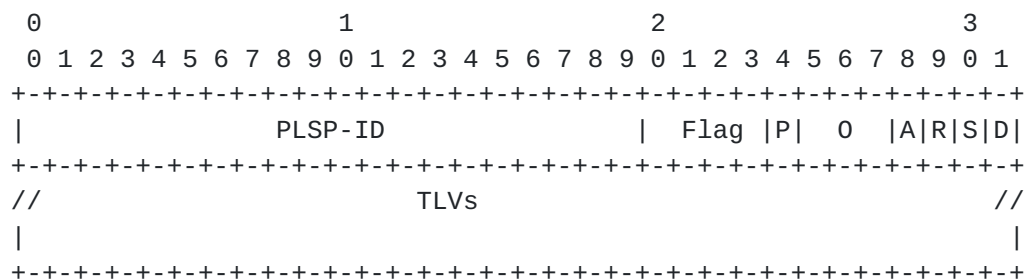 0                   1                   2                   3
 0 1 2 3 4 5 6 7 8 9 0 1 2 3 4 5 6 7 8 9 0 1 2 3 4 5 6 7 8 9 0 1
+-+-+-+-+-+-+-+-+-+-+-+-+-+-+-+-+-+-+-+-+-+-+-+-+-+-+-+-+-+-+-+-+
|                PLSP-ID                |  Flag |P|  O  |A|R|S|D|
+-+-+-+-+-+-+-+-+-+-+-+-+-+-+-+-+-+-+-+-+-+-+-+-+-+-+-+-+-+-+-+-+
//                        TLVs                                 //
|                                                               |
+-+-+-+-+-+-+-+-+-+-+-+-+-+-+-+-+-+-+-+-+-+-+-+-+-+-+-+-+-+-+-+-+